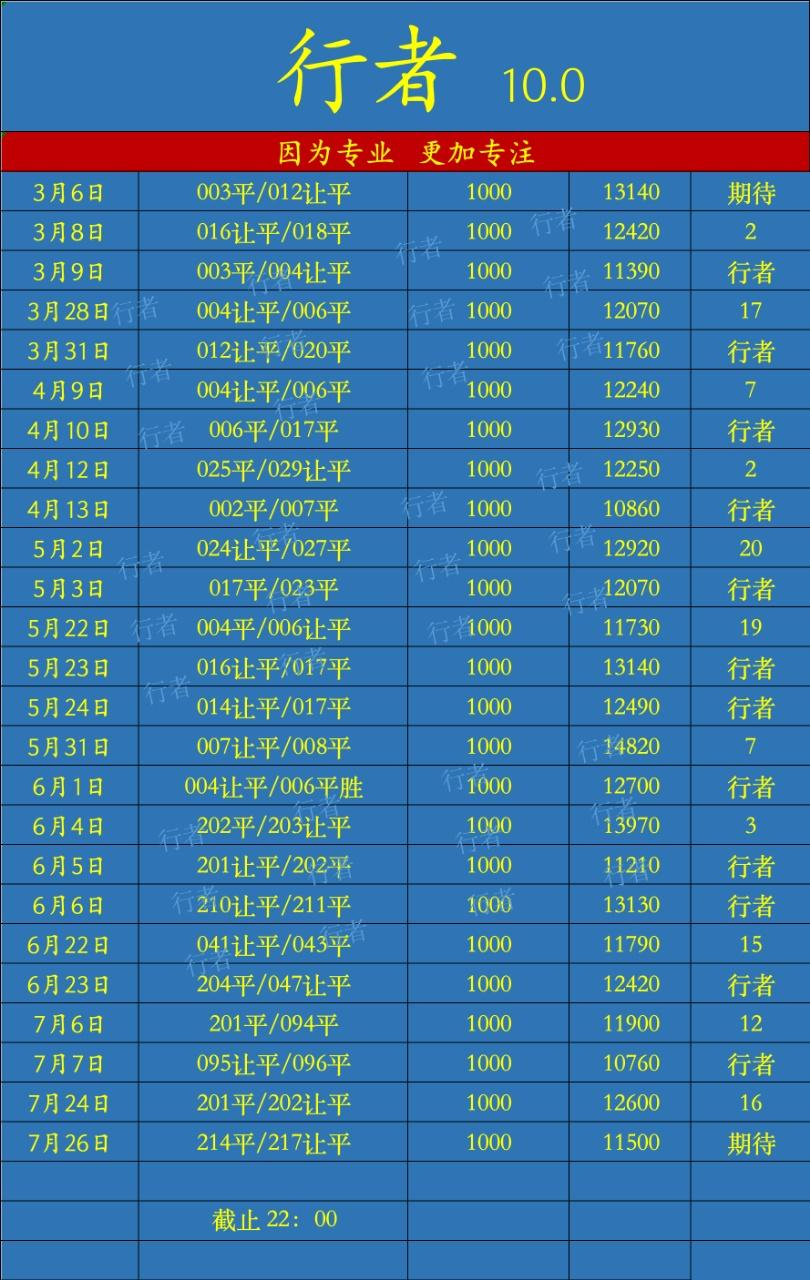 行者 10.0
因为专业 更加专注
3月6日 003平/012让平 1000 13140 期待
3月8日 016让平/018平 1000 12420 2
3月9日 003平/004让平 1000 11390 行者
3月28日 004让平/006平 1000 12070 17
3月31日 012让平/020平 1000 11760 行者
4月9日 004让平/006平 1000 12240 7
4月10日 006平/017平 1000 12930 行者
4月12日 025平/029让平 1000 12250 2
4月13日 002平/007平 1000 10860 行者
5月2日 024让平/027平 1000 12920 20
5月3日 017平/023平 1000 12070 行者
5月22日 004平/006让平 1000 11730 19
5月23日 016让平/017平 1000 13140 行者
5月24日 014让平/017平 1000 12490 行者
5月31日 007让平/008平 1000 14820 7
6月1日 004让平/006平胜 1000 12700 行者
6月4日 202平/203让平 1000 13970 3
6月5日 201让平/202平 1000 11210 行者
6月6日 210让平/211平 1000 13130 行者
6月22日 041让平/043平 1000 11790 15
6月23日 204平/047让平 1000 12420 行者
7月6日 201平/094平 1000 11900 12
7月7日 095让平/096平 1000 10760 行者
7月24日 201平/202让平 1000 12600 16
7月26日 214平/217让平 1000 11500 期待
截止 22：00